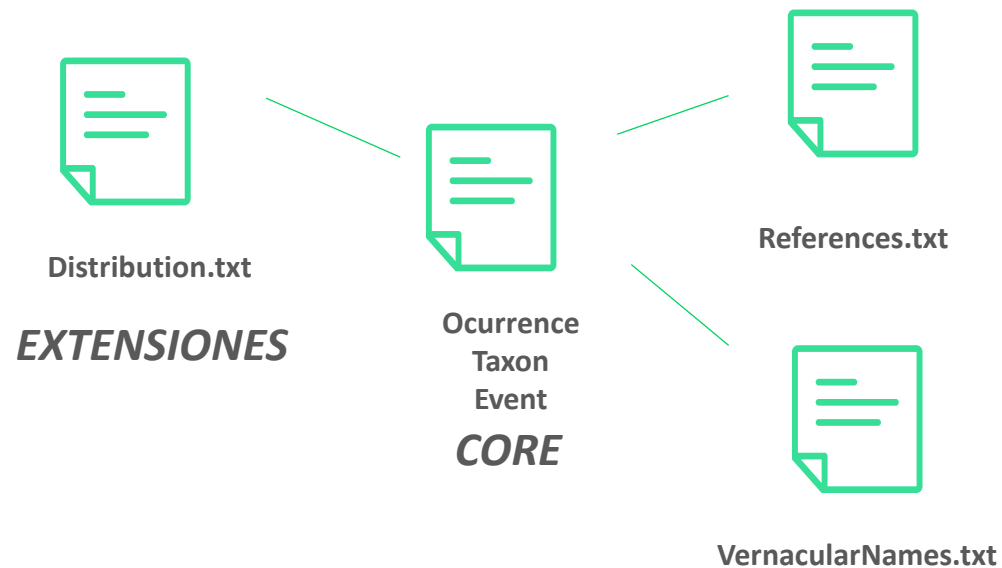 Distribution.txt
EXTENSIONES
Ocurrence
Taxon
Event
CORE
References.txt
VernacularNames.txt